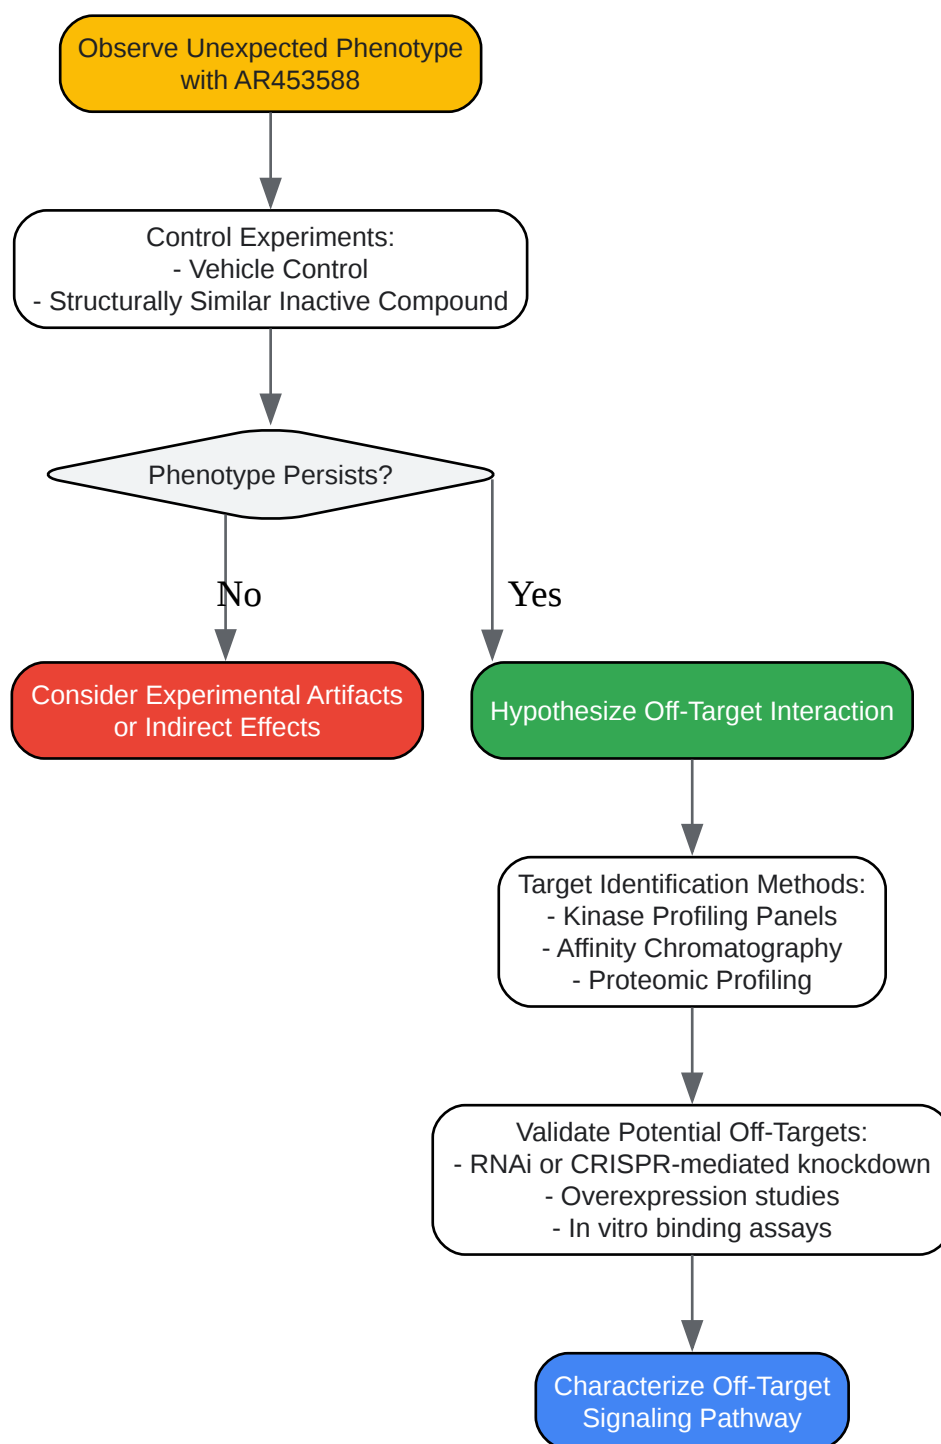 Observe Unexpected Phenotype
with AR453588
Control Experiments:
- Vehicle Control
- Structurally Similar Inactive Compound
Phenotype Persists?
No
Yes
Consider Experimental Artifacts
or Indirect Effects
Hypothesize Off-Target Interaction
Target Identification Methods:
- Kinase Profiling Panels
- Affinity Chromatography
- Proteomic Profiling
Validate Potential Off-Targets:
- RNAi or CRISPR-mediated knockdown
- Overexpression studies
- In vitro binding assays
Characterize Off-Target
Signaling Pathway